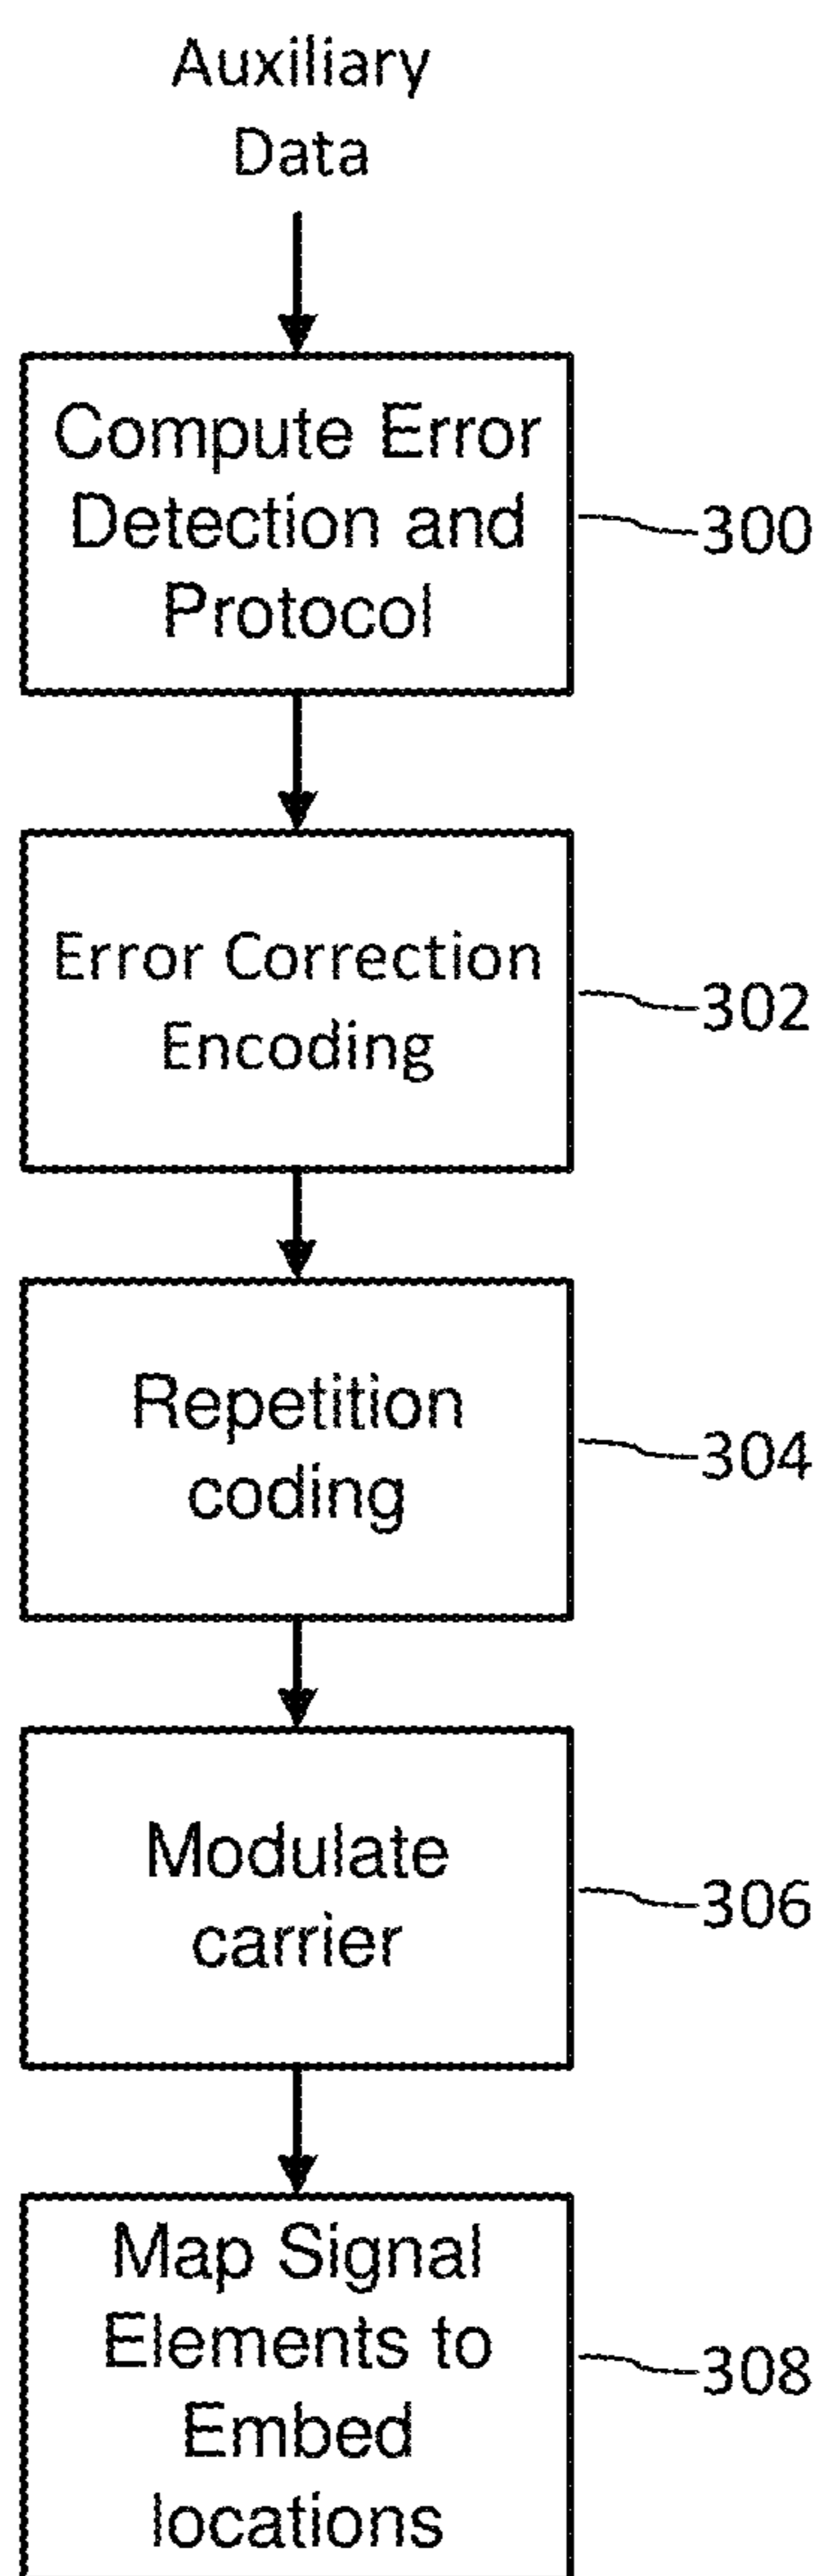 Auxiliary
Data
Compute Error
Detection and
Protocol
300
Error Correction
Encoding
302
Repetition
coding
304
Modulate
carrier
306
Map Signal
Elements to
Embed
locations
308